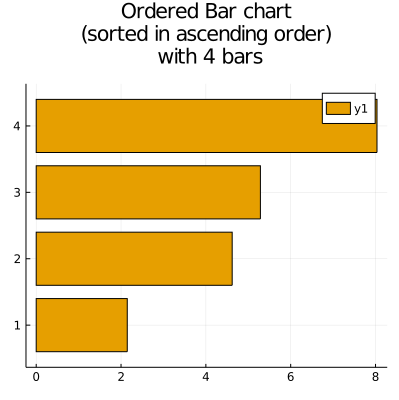 Ordered Bar chart
(sorted in ascending order)
with 4 bars
y1
4
3
2
1
0 2 4 6 8